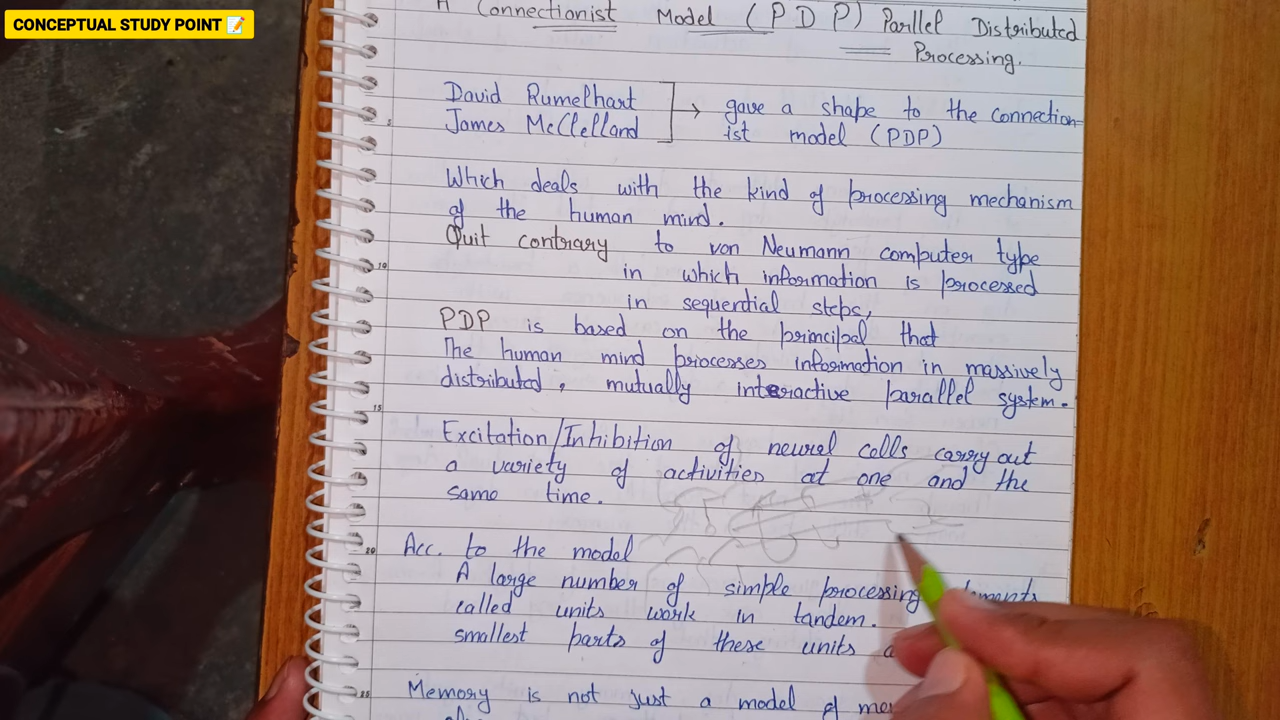 CONCEPTUAL STUDY POINT 📝
A Connectionist Model (PDP) Parllel Distributed
Processing.
David Rumelhart
James McClelland
gave a shape to the connection-
ist model (PDP)
Which deals with the kind of processing mechanism
of the human mind.
Quit contrary to von Neumann computer type
in which information is processed
in sequential steps,
PDP is based on the principal that
The human mind processes information in massively
distributed, mutually interactive parallel system.
Excitation/Inhibition of neural cells carry out
a variety of activities at one and the
same time.
Acc. to the model
A large number of simple processing
called units work in tandem.
smallest parts of these units
Memory is not just a model of
5
10
15
20
25